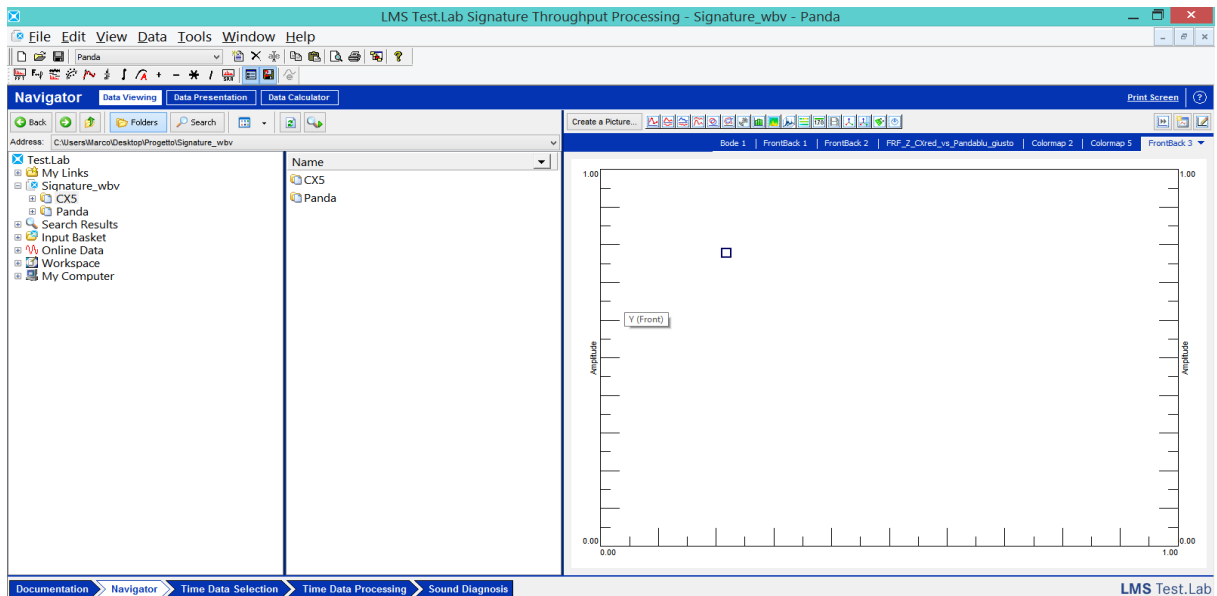 LMS Test.Lab Signature Throughput Processing - Signature_wbv - Panda
File Edit View Data Tools Window Help
Panda
Navigator Data Viewing Data Presentation Data Calculator Print Screen
Back Folders Search Create a Picture...
Address: C:\Users\Marco\Desktop\Progetto\Signature_wbv
Bode 1 | FrontBack 1 | FrontBack 2 | FRF_Z_CXred_vs_Pandablu_giusto | Colormap 2 | Colormap 5 FrontBack 3
Test.Lab
My Links
Signature_wbv
CX5
Panda
Search Results
Input Basket
Online Data
Workspace
My Computer
Name
CX5
Panda
1.00 1.00
Y (Front)
Amplitude Amplitude
0.00 0.00
0.00 1.00
Documentation Navigator Time Data Selection Time Data Processing Sound Diagnosis LMS Test.Lab